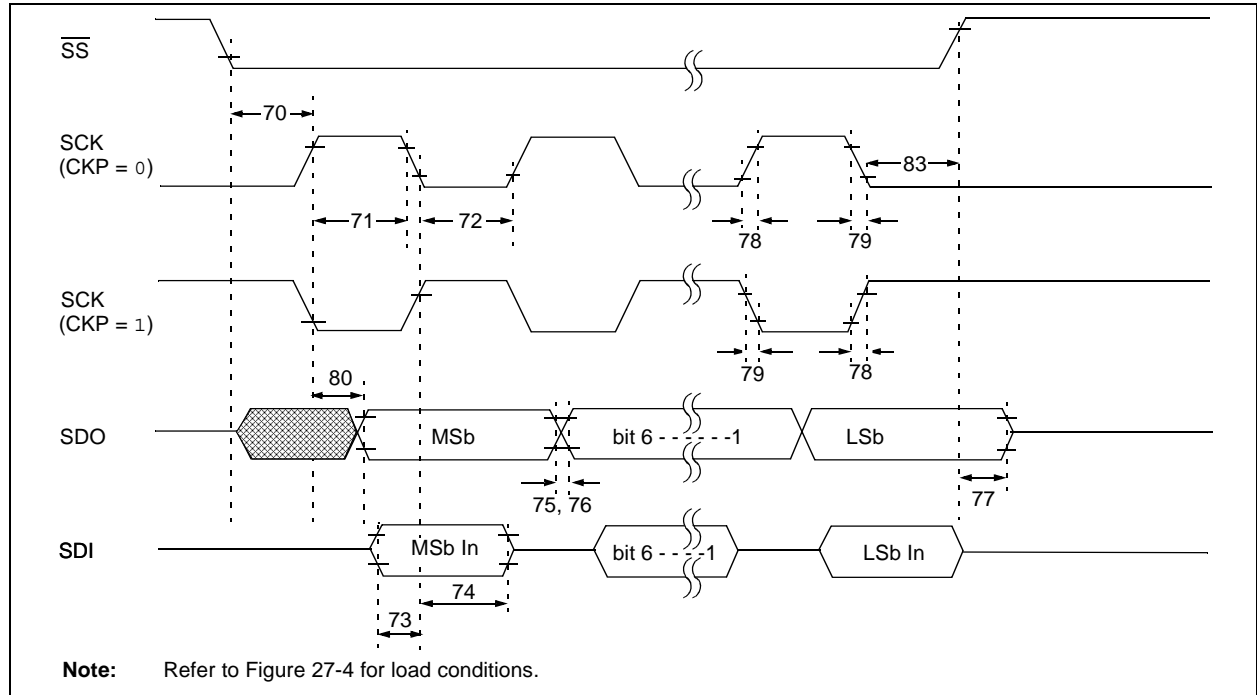 SS
70
SCK
(CKP = 0)
83
71
72
78
79
SCK
(CKP = 1)
79
78
80
SDO
MSb
bit 6 - - - - - -1
LSb
75, 76
77
SDI
MSb In
bit 6 - - - -1
LSb In
74
73
Note: Refer to Figure 27-4 for load conditions.